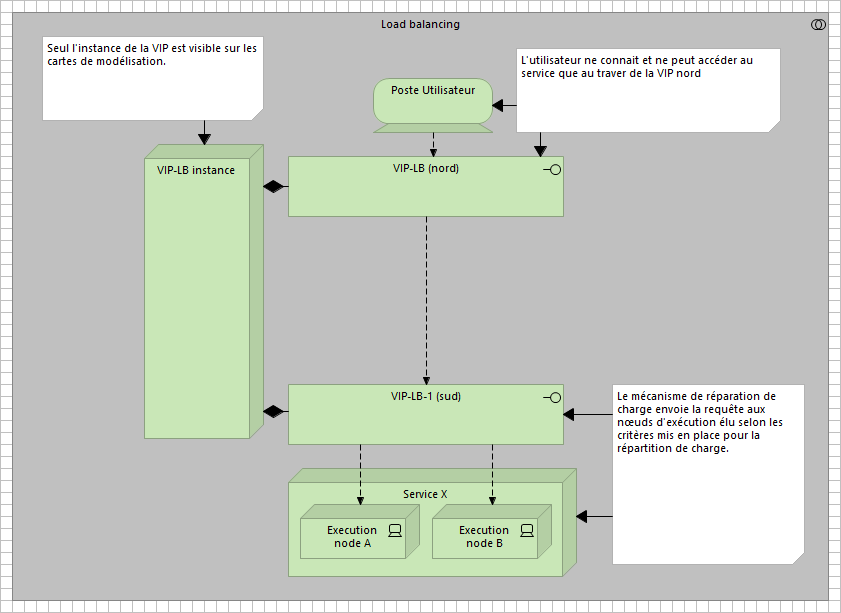 Load balancing
Seul l'instance de la VIP est visible sur les
cartes de modélisation.
L'utilisateur ne connait et ne peut accéder au
service que au traver de la VIP nord
Poste Utilisateur
VIP-LB instance
VIP-LB (nord)
VIP-LB-1 (sud)
Le mécanisme de réparation de
charge envoie la requête aux
nœuds d'exécution élu selon les
critères mis en place pour la
répartition de charge.
Service X
Execution
node A
Execution
node B